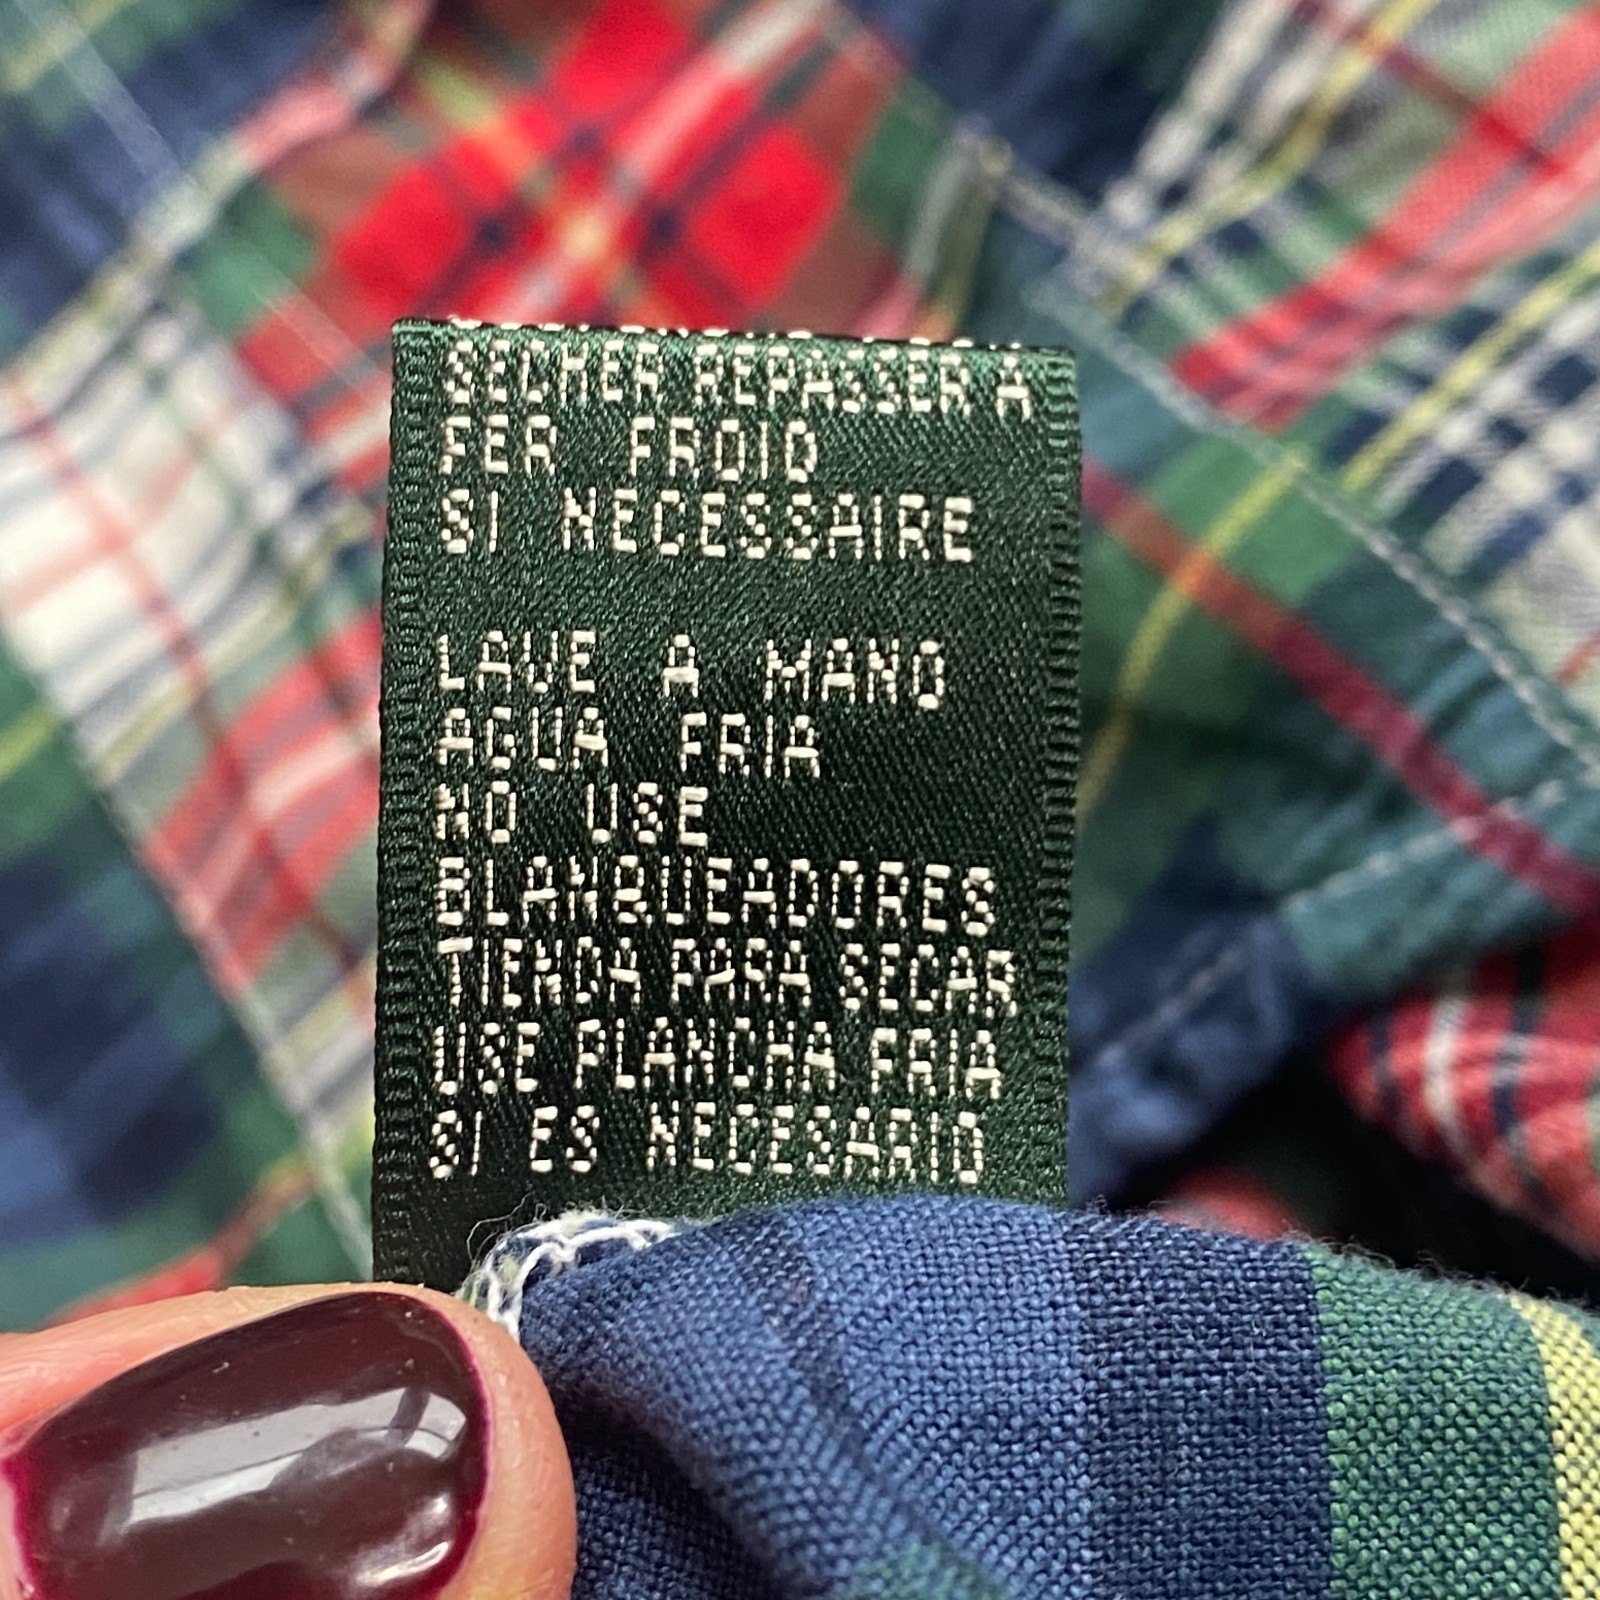 SECHER REPASSER A
FER FROID
SI NECESSAIRE
LAVE A MANO
AGUA FRIA
NO USE
BLANQUEADORES
TIENDA PARA SECAR
USE PLANCHA FRIA
SI ES NECESARIO